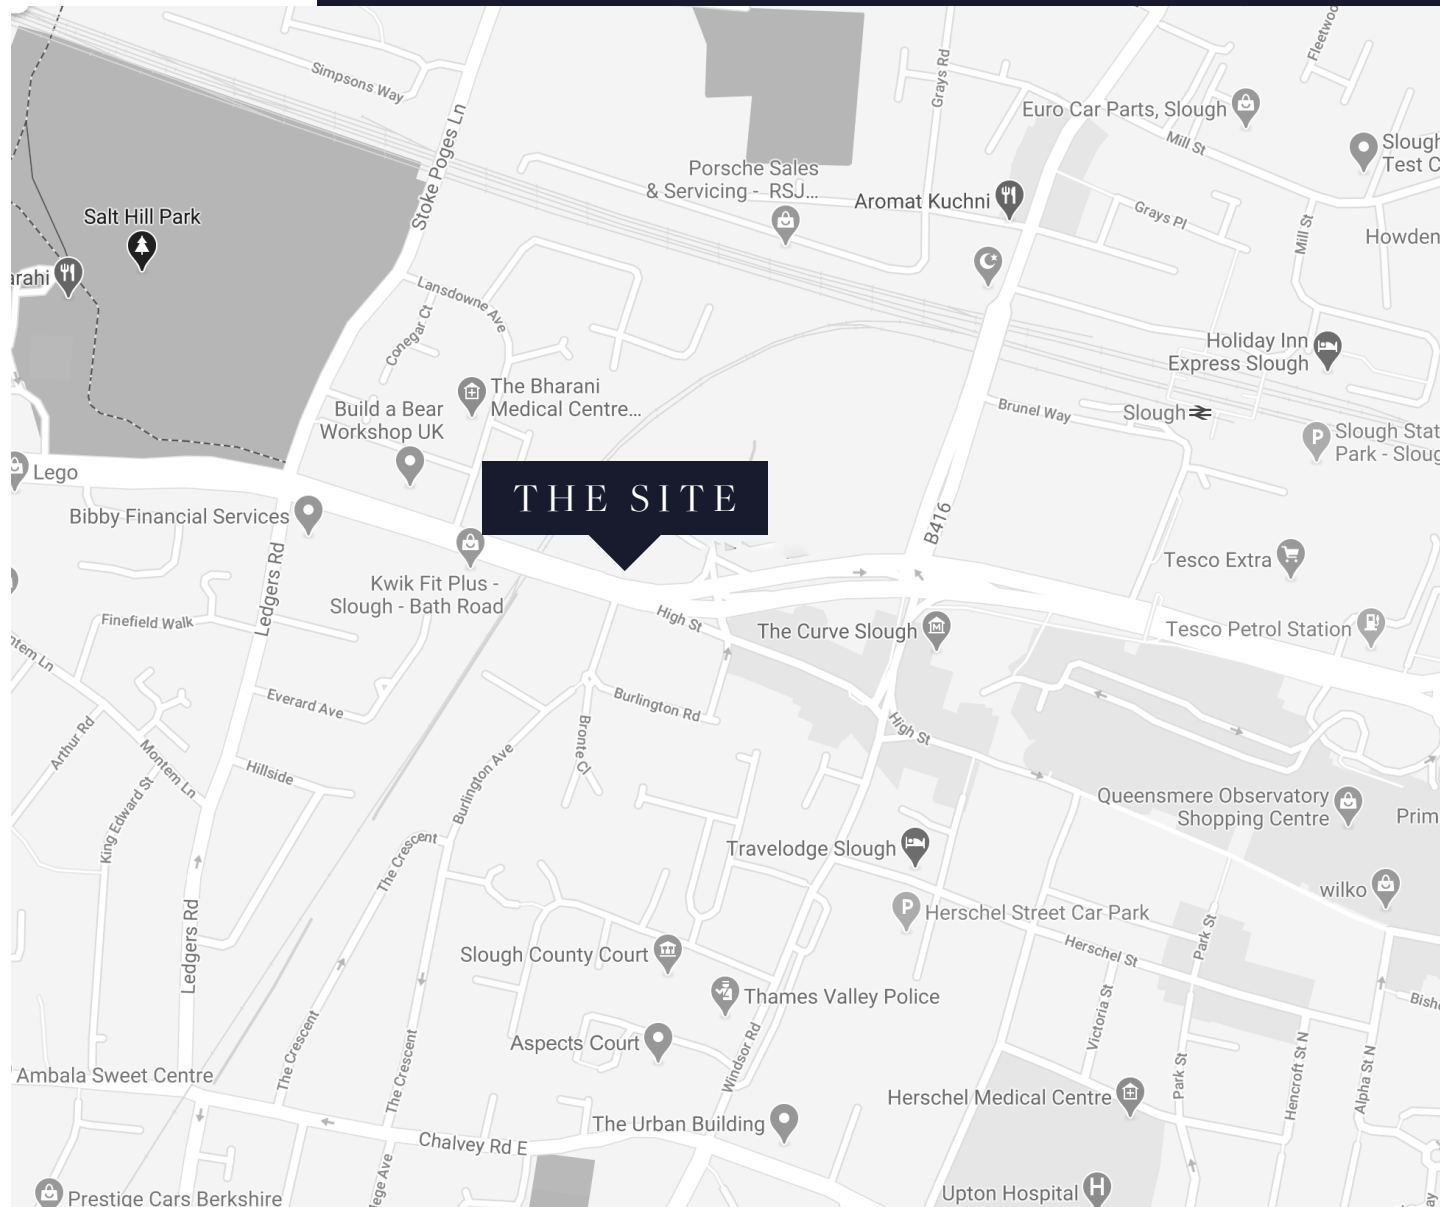 Simpsons Way
Stoke Poges Ln
Grays Rd
Fleetwoo
Euro Car Parts, Slough
Mill St
Slough
Test C
Porsche Sales
& Servicing - RSJ...
Aromat Kuchni
Grays Pl
Mill St
Howden
Salt Hill Park
arahi
Lansdowne Ave
Conegar Ct
Holiday Inn
Express Slough
The Bharani
Medical Centre...
Brunel Way
Slough
Build a Bear
Workshop UK
P
Slough Stat
Park - Sloug
Lego
THE SITE
Bibby Financial Services
B416
Ledgers Rd
Tesco Extra
Kwik Fit Plus -
Slough - Bath Road
High St
Finefield Walk
The Curve Slough
Tesco Petrol Station
ntem Ln
Everard Ave
Burlington Rd
Arthur Rd
Bronte Cl
High St
Montem Ln
Hillside
Burlington Ave
King Edward St
Queensmere Observatory
Shopping Centre
Prim
The Crescent
Travelodge Slough
wilko
P
Herschel Street Car Park
Ledgers Rd
Slough County Court
Herschel St
Park St
Thames Valley Police
Bish
Victoria St
Aspects Court
The Crescent
The Crescent
Windsor Rd
Park St
Hencroft St N
Alpha St N
Ambala Sweet Centre
Herschel Medical Centre
The Urban Building
Chalvey Rd E
lege Ave
Prestige Cars Berkshire
Upton Hospital
H
ay